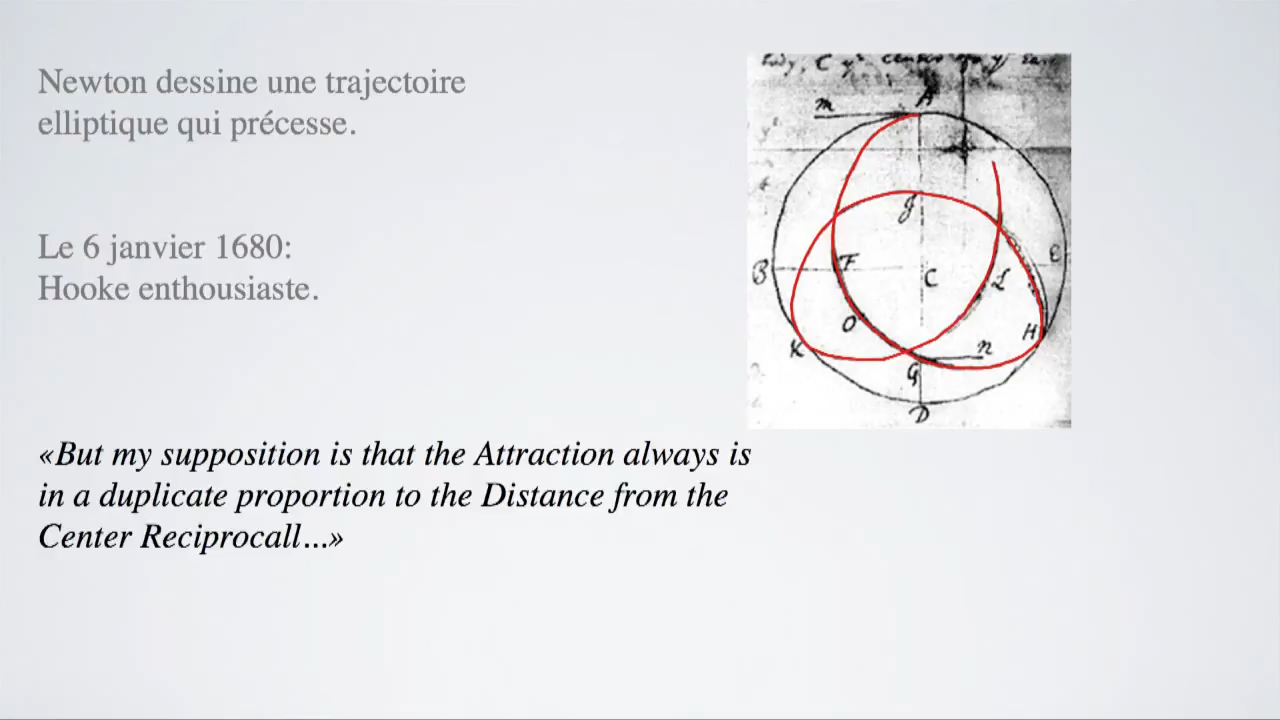 Newton dessine une trajectoire
elliptique qui précesse.
Le 6 janvier 1680:
Hooke enthousiaste.
«But my supposition is that the Attraction always is
in a duplicate proportion to the Distance from the
Center Reciprocall...»
m
A
J
B
F
C
L
E
O
K
H
n
G
D